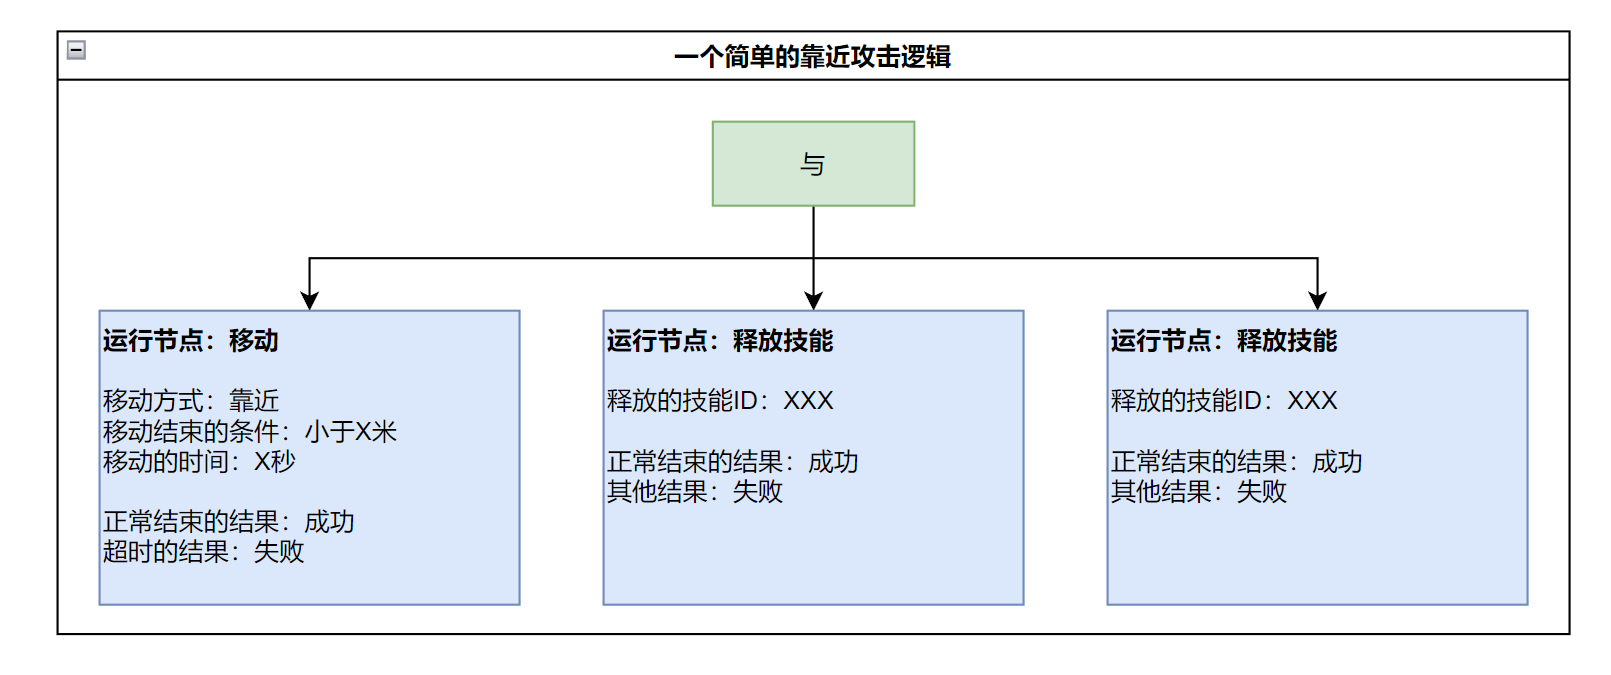 一个简单的靠近攻击逻辑
与
运行节点：移动
移动方式：靠近
移动结束的条件：小于X米
移动的时间：X秒
正常结束的结果：成功
超时的结果：失败
运行节点：释放技能
释放的技能ID：XXX
正常结束的结果：成功
其他结果：失败
运行节点：释放技能
释放的技能ID：XXX
正常结束的结果：成功
其他结果：失败